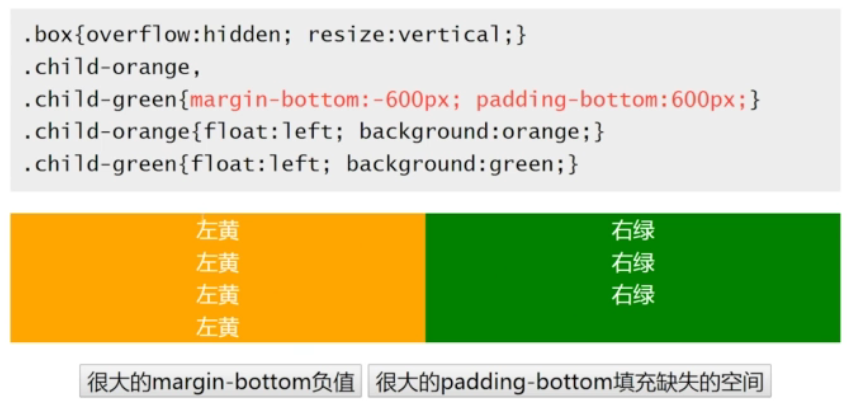 .box{overflow:hidden; resize:vertical;}
.child-orange,
.child-green{margin-bottom:-600px; padding-bottom:600px;}
.child-orange{float:left; background:orange;}
.child-green{float:left; background:green;}
左黄 右绿
左黄 右绿
左黄 右绿
左黄
很大的margin-bottom负值 很大的padding-bottom填充缺失的空间